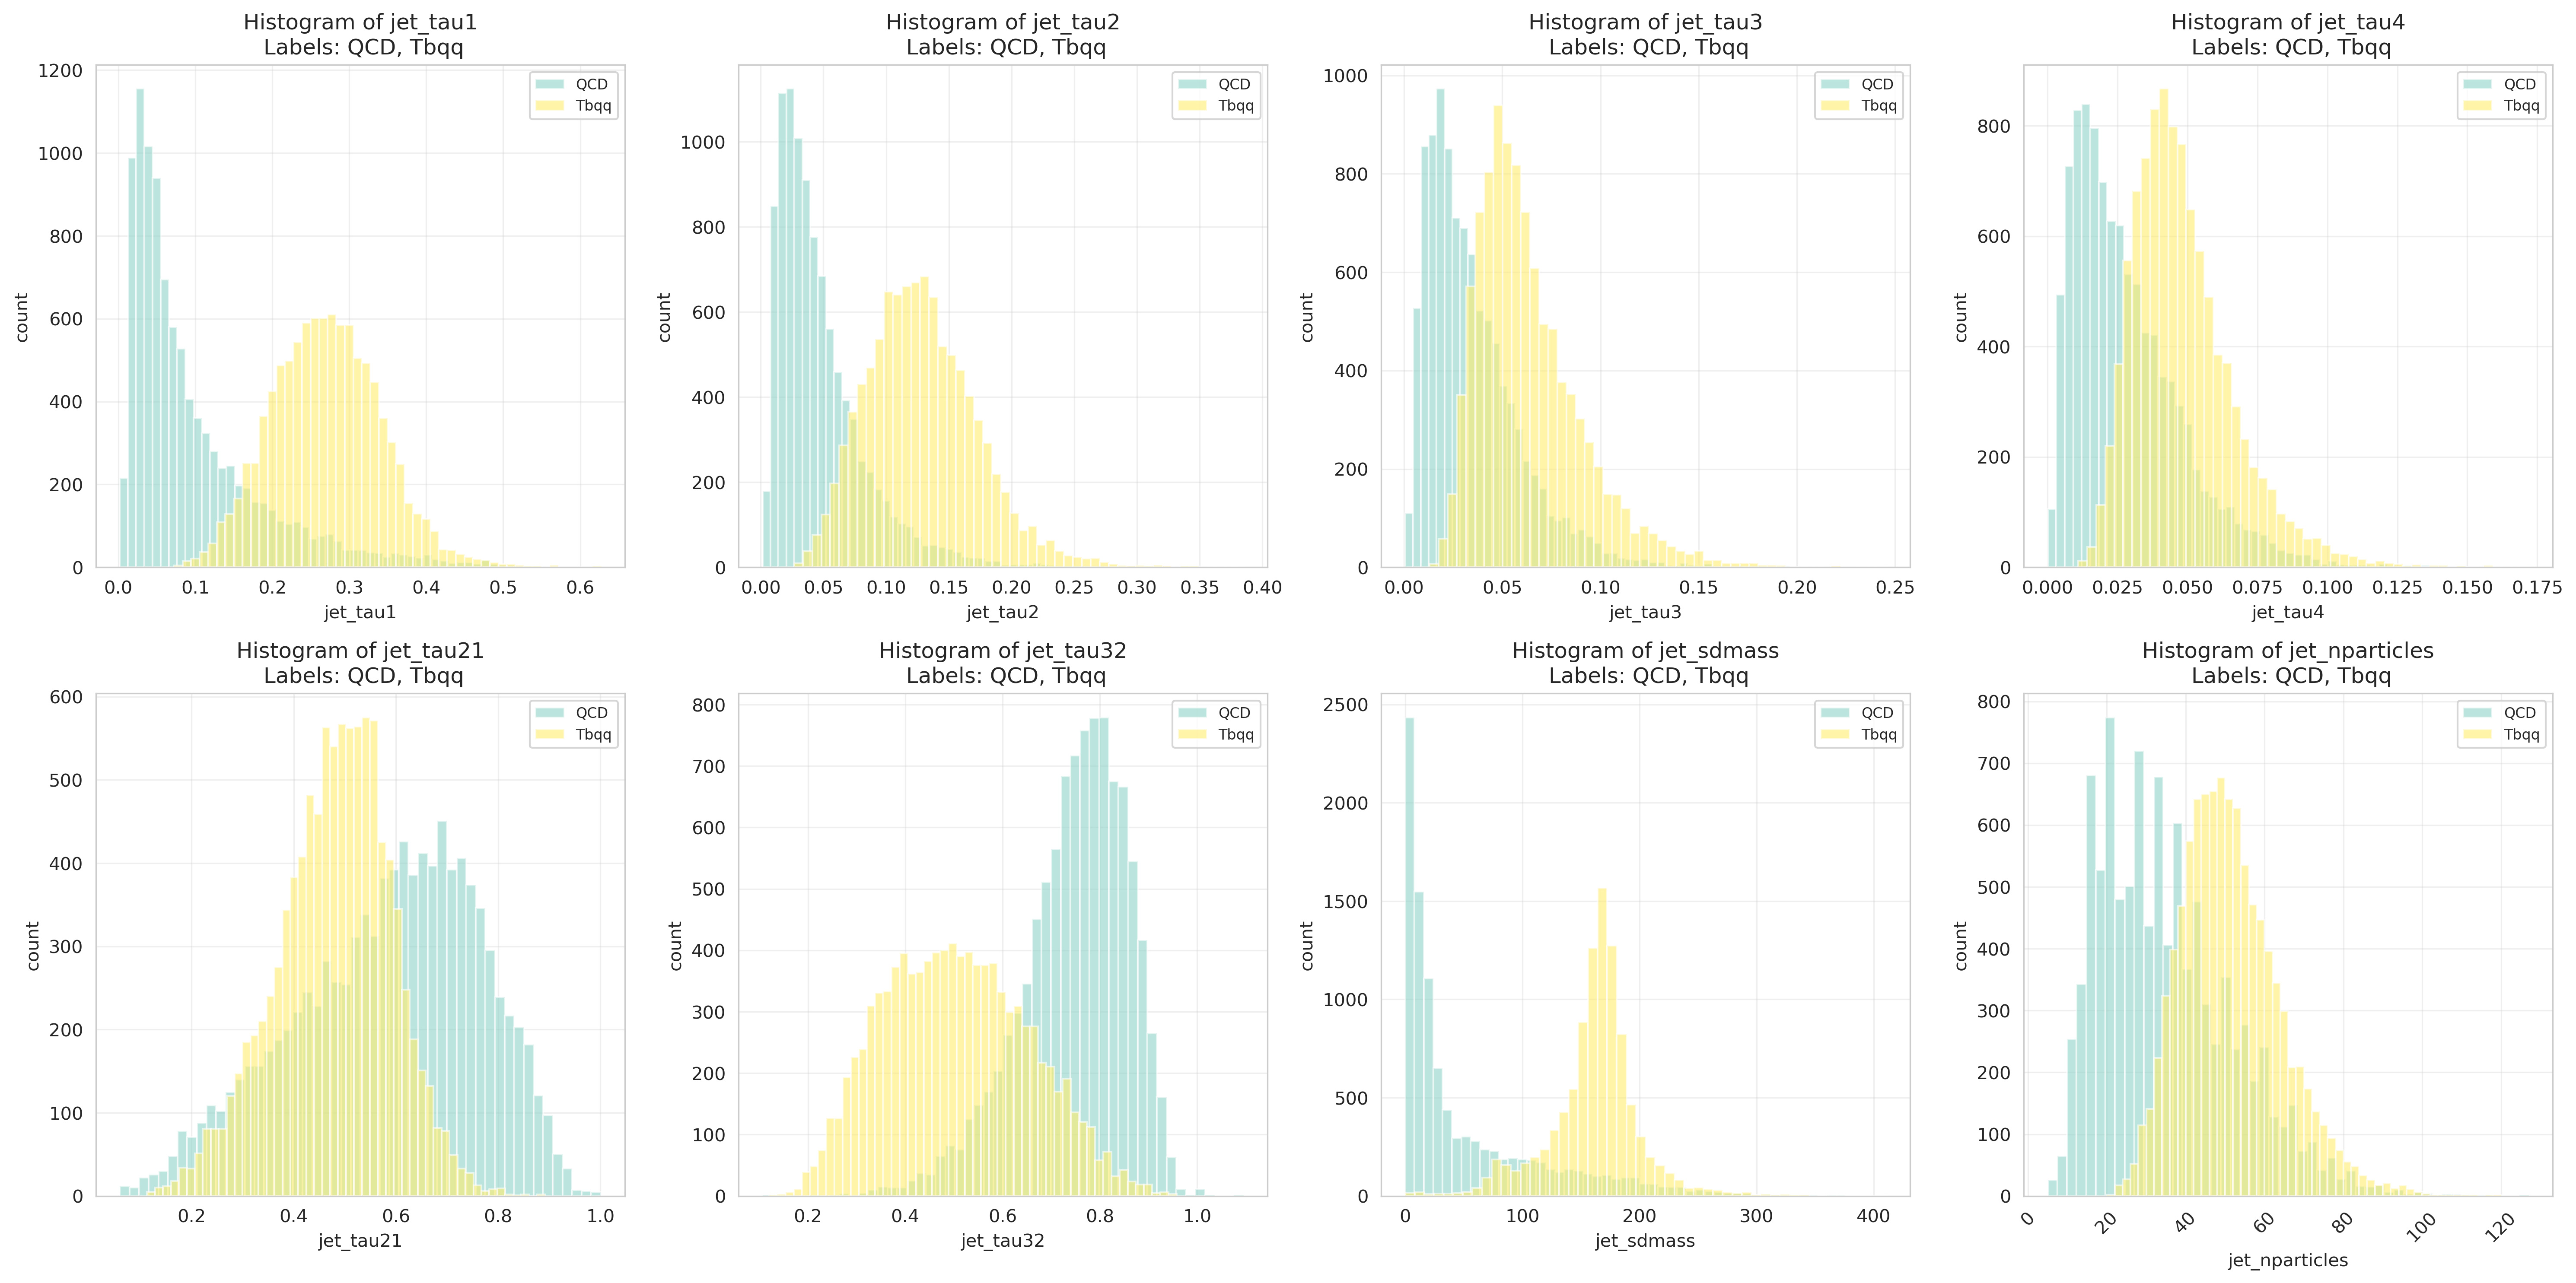 Histogram of jet_tau1
Labels: QCD, Tbqq
QCD
Tbqq
1200
1000
800
600
400
200
0
count
0.0 0.1 0.2 0.3 0.4 0.5 0.6
jet_tau1
Histogram of jet_tau2
Labels: QCD, Tbqq
QCD
Tbqq
1000
800
600
400
200
0
count
0.00 0.05 0.10 0.15 0.20 0.25 0.30 0.35 0.40
jet_tau2
Histogram of jet_tau3
Labels: QCD, Tbqq
QCD
Tbqq
1000
800
600
400
200
0
count
0.00 0.05 0.10 0.15 0.20 0.25
jet_tau3
Histogram of jet_tau4
Labels: QCD, Tbqq
QCD
Tbqq
800
600
400
200
0
count
0.000 0.025 0.050 0.075 0.100 0.125 0.150 0.175
jet_tau4
Histogram of jet_tau21
Labels: QCD, Tbqq
QCD
Tbqq
600
500
400
300
200
100
0
count
0.2 0.4 0.6 0.8 1.0
jet_tau21
Histogram of jet_tau32
Labels: QCD, Tbqq
QCD
Tbqq
800
700
600
500
400
300
200
100
0
count
0.2 0.4 0.6 0.8 1.0
jet_tau32
Histogram of jet_sdmass
Labels: QCD, Tbqq
QCD
Tbqq
2500
2000
1500
1000
500
0
count
0 100 200 300 400
jet_sdmass
Histogram of jet_nparticles
Labels: QCD, Tbqq
QCD
Tbqq
800
700
600
500
400
300
200
100
0
count
0 20 40 60 80 100 120
jet_nparticles